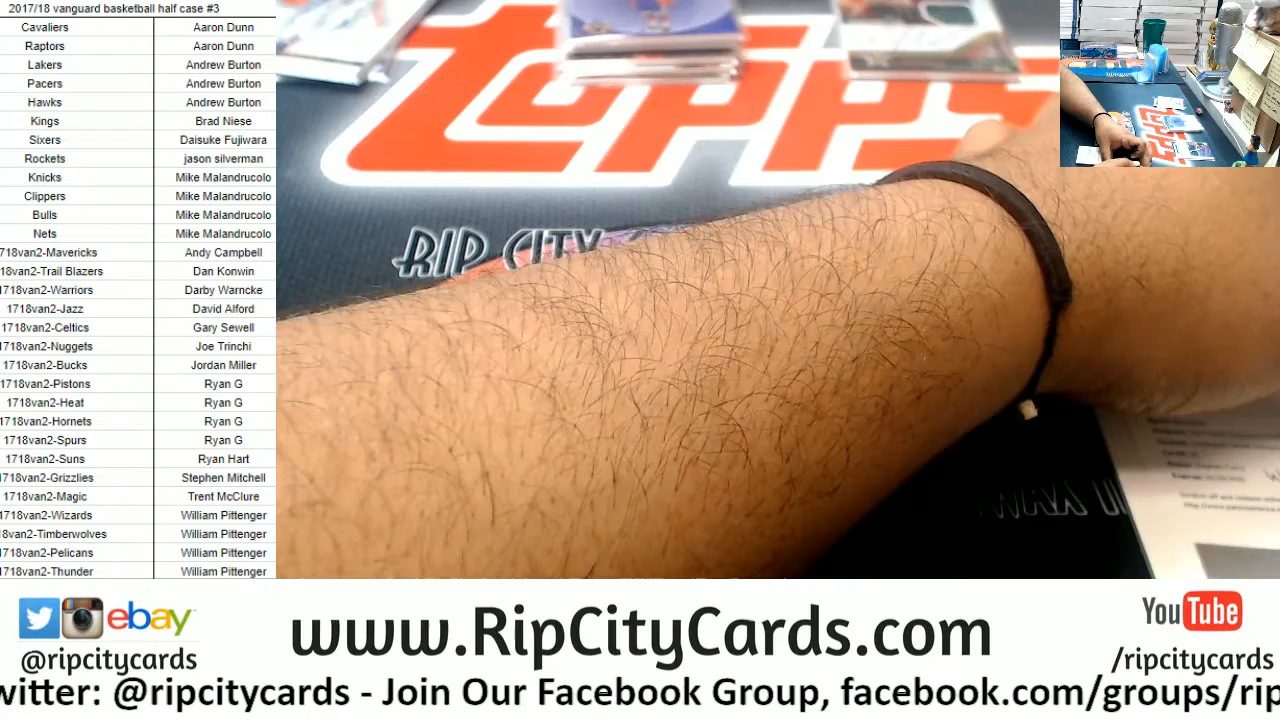 2017/18 vanguard basketball half case #3
Cavaliers Aaron Dunn
Raptors Aaron Dunn
Lakers Andrew Burton
Pacers Andrew Burton
Hawks Andrew Burton
Kings Brad Niese
Sixers Daisuke Fujiwara
Rockets jason silverman
Knicks Mike Malandrucolo
Clippers Mike Malandrucolo
Bulls Mike Malandrucolo
Nets Mike Malandrucolo
1718van2-Mavericks Andy Campbell
18van2-Trail Blazers Dan Konwin
1718van2-Warriors Darby Warncke
1718van2-Jazz David Alford
1718van2-Celtics Gary Sewell
1718van2-Nuggets Joe Trinchi
1718van2-Bucks Jordan Miller
1718van2-Pistons Ryan G
1718van2-Heat Ryan G
1718van2-Hornets Ryan G
1718van2-Spurs Ryan G
1718van2-Suns Ryan Hart
1718van2-Grizzlies Stephen Mitchell
1718van2-Magic Trent McClure
1718van2-Wizards William Pittenger
18van2-Timberwolves William Pittenger
1718van2-Pelicans William Pittenger
1718van2-Thunder William Pittenger
Topps
RIP CITY
WAX
ebay
@ripcitycards
www.RipCityCards.com
YouTube
/ripcitycards
witter: @ripcitycards - Join Our Facebook Group, facebook.com/groups/rip